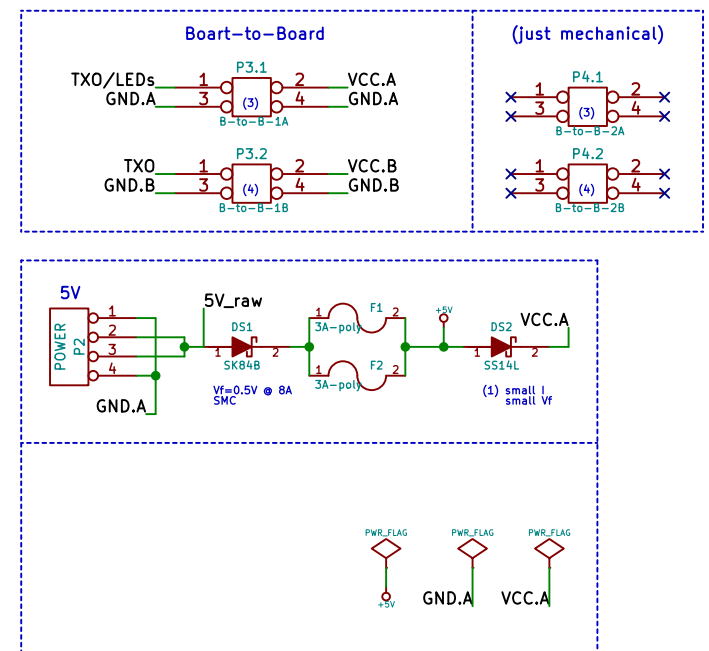 Boart-to-Board
(just mechanical)
P3.1
TXO/LEDs 1 2 VCC.A
GND.A 3 (3) 4 GND.A
B-to-B-1A
P4.1
1 2
3 (3) 4
B-to-B-2A
P3.2
TXO 1 2 VCC.B
GND.B 3 (4) 4 GND.B
B-to-B-1B
P4.2
1 2
3 (4) 4
B-to-B-2B
5V
POWER
P2
1
2
3
4
GND.A
5V_raw
DS1
1 2
SK84B
Vf=0.5V @ 8A
SMC
F1
1 2
3A-poly
F2
1 2
3A-poly
+5V
DS2
1 2
SS14L
VCC.A
(1) small I
small Vf
PWR_FLAG
+5V
PWR_FLAG
GND.A
PWR_FLAG
VCC.A